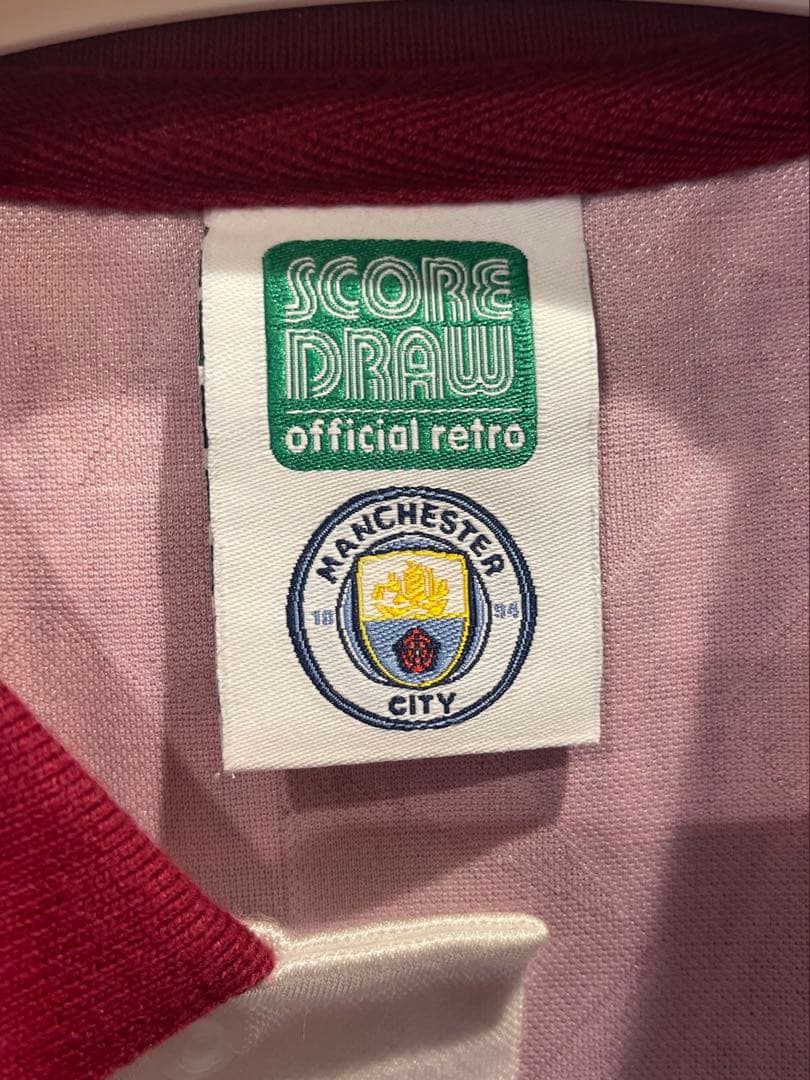 SCORE
DRAW
official retro
MANCHESTER
18 94
CITY